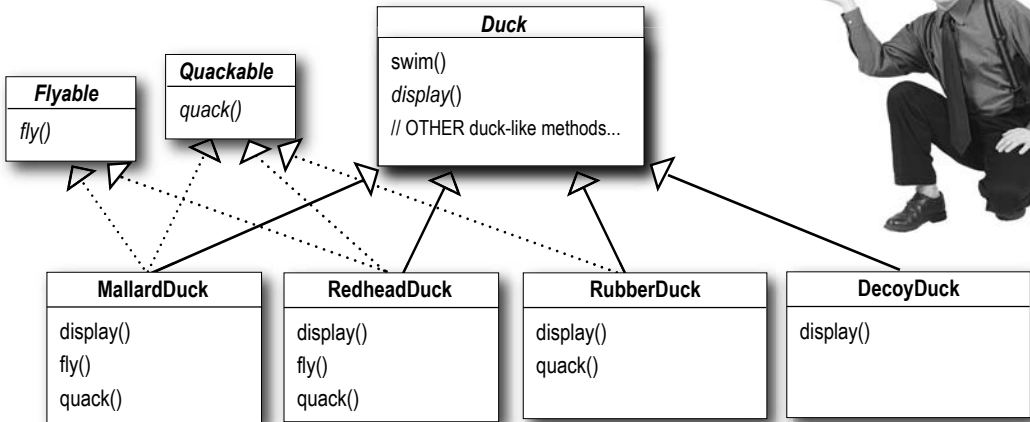 Duck
swim()
display()
// OTHER duck-like methods...
Quackable
quack()
Flyable
fly()
MallardDuck
display()
fly()
quack()
RedheadDuck
display()
fly()
quack()
RubberDuck
display()
quack()
DecoyDuck
display()